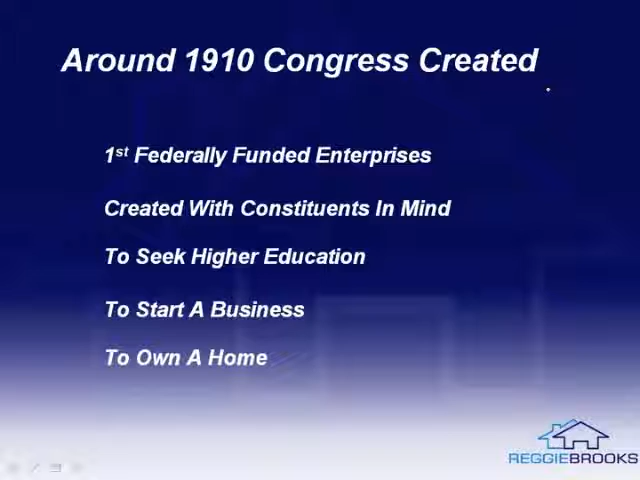 Around 1910 Congress Created
1st Federally Funded Enterprises
Created With Constituents In Mind
To Seek Higher Education
To Start A Business
To Own A Home
REGGIEBROOKS